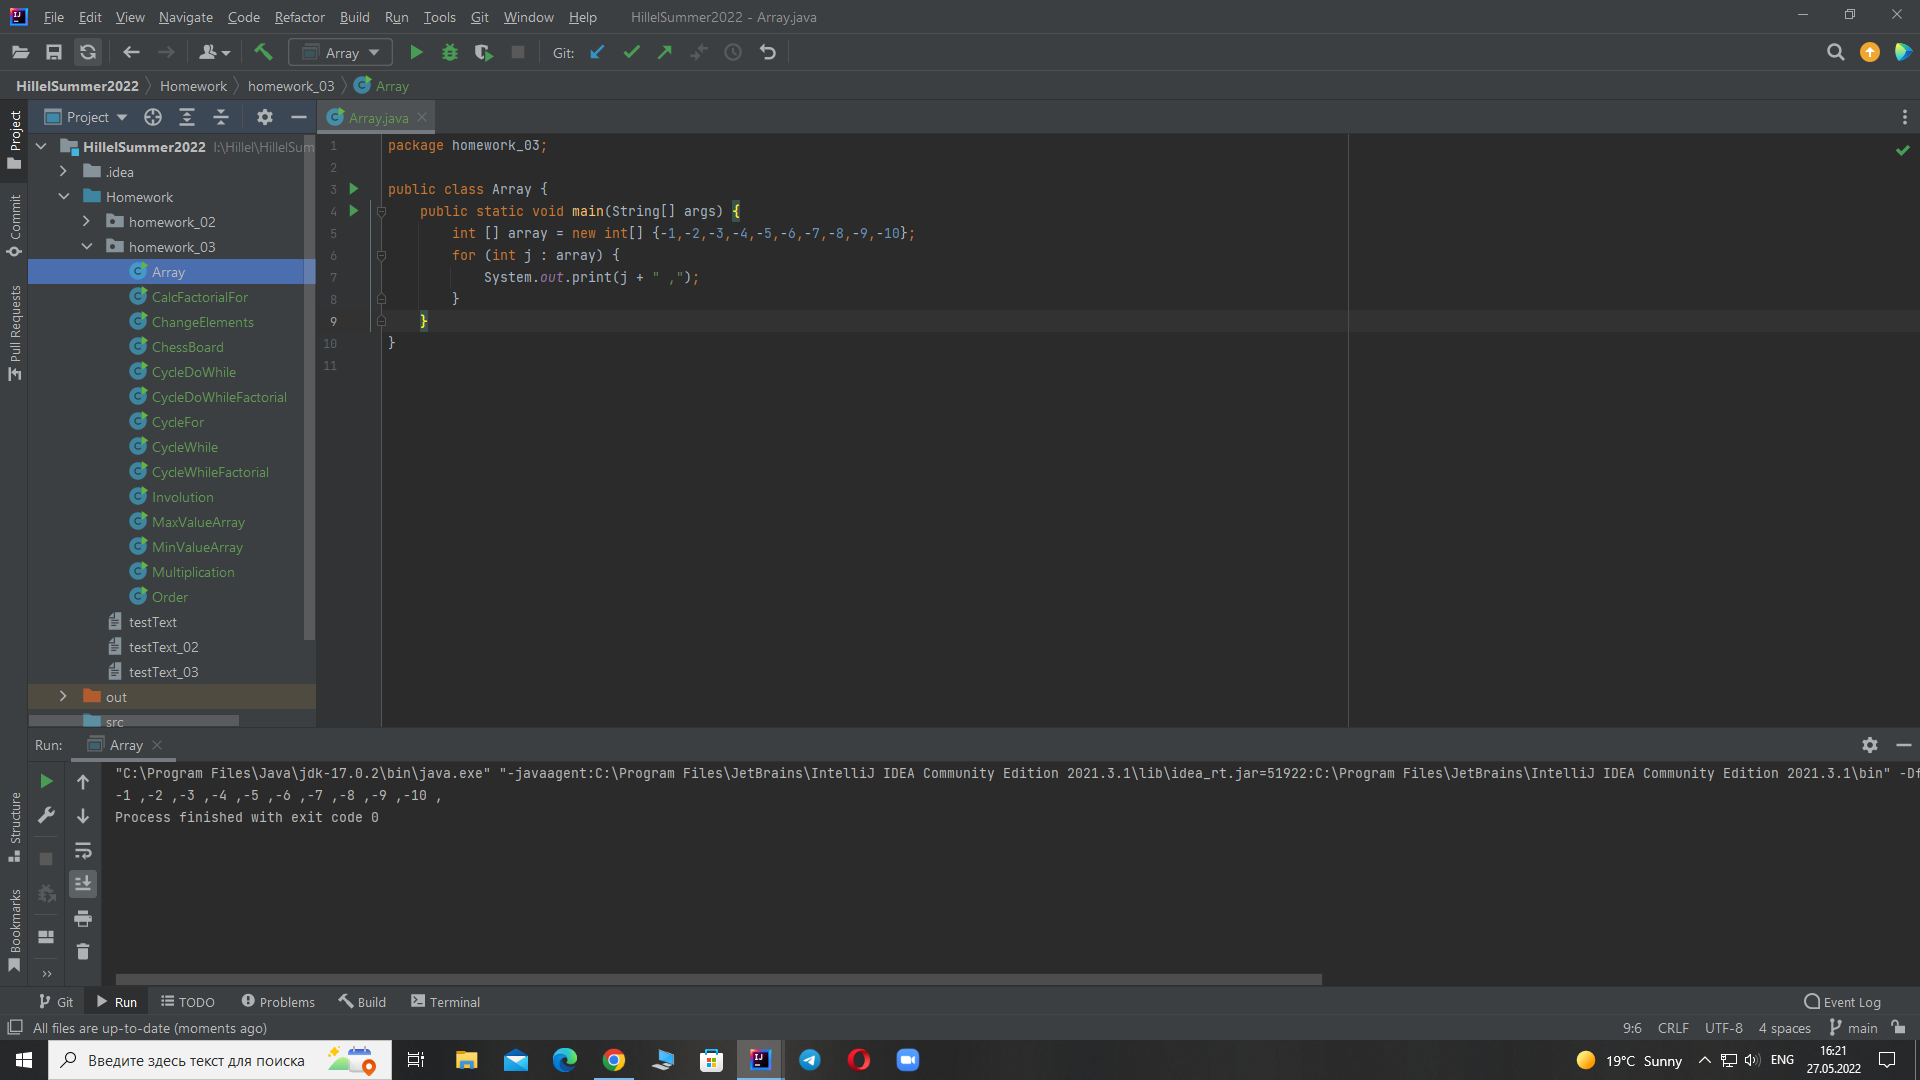 File Edit View Navigate Code Refactor Build Run Tools Git Window Help HillelSummer2022 - Array.java
Array Git:
HillelSummer2022 Homework homework_03 Array
Project
Array.java
Project
Commit
Pull Requests
Structure
Bookmarks
HillelSummer2022 I:\Hillel\HillelSum
.idea
Homework
homework_02
homework_03
Array
CalcFactorialFor
ChangeElements
ChessBoard
CycleDoWhile
CycleDoWhileFactorial
CycleFor
CycleWhile
CycleWhileFactorial
Involution
MaxValueArray
MinValueArray
Multiplication
Order
testText
testText_02
testText_03
out
src
1 package homework_03;
2
3 public class Array {
4 public static void main(String[] args) {
5 int [] array = new int[] {-1,-2,-3,-4,-5,-6,-7,-8,-9,-10};
6 for (int j : array) {
7 System.out.print(j + " ,");
8 }
9 }
10 }
11
Run: Array
"C:\Program Files\Java\jdk-17.0.2\bin\java.exe" "-javaagent:C:\Program Files\JetBrains\IntelliJ IDEA Community Edition 2021.3.1\lib\idea_rt.jar=51922:C:\Program Files\JetBrains\IntelliJ IDEA Community Edition 2021.3.1\bin" -Df
-1 ,-2 ,-3 ,-4 ,-5 ,-6 ,-7 ,-8 ,-9 ,-10 ,
Process finished with exit code 0
Git Run TODO Problems Build Terminal Event Log
All files are up-to-date (moments ago) 9:6 CRLF UTF-8 4 spaces main
Введите здесь текст для поиска
19°C Sunny ENG
16:21
27.05.2022